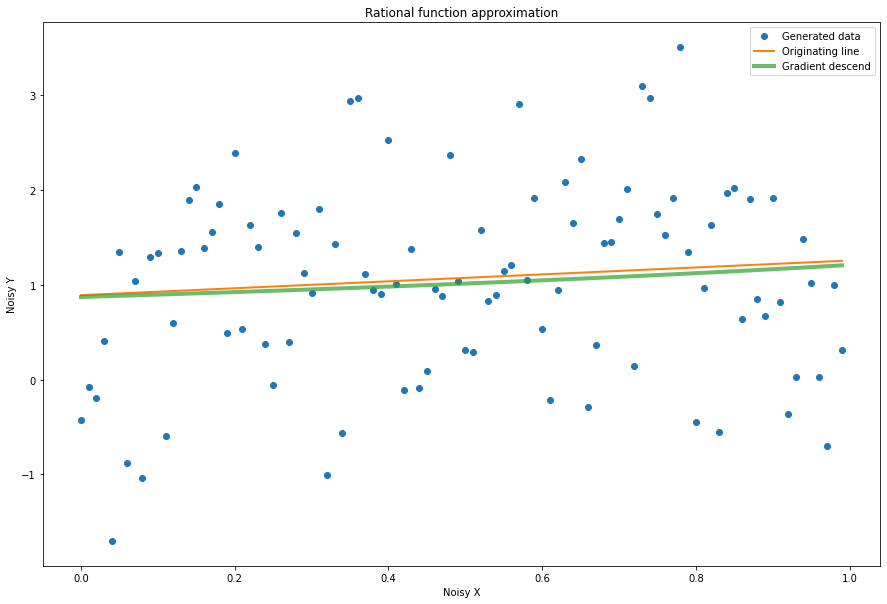 Rational function approximation
Generated data
Originating line
Gradient descend
Noisy Y
3
2
1
0
−1
0.0 0.2 0.4 0.6 0.8 1.0
Noisy X